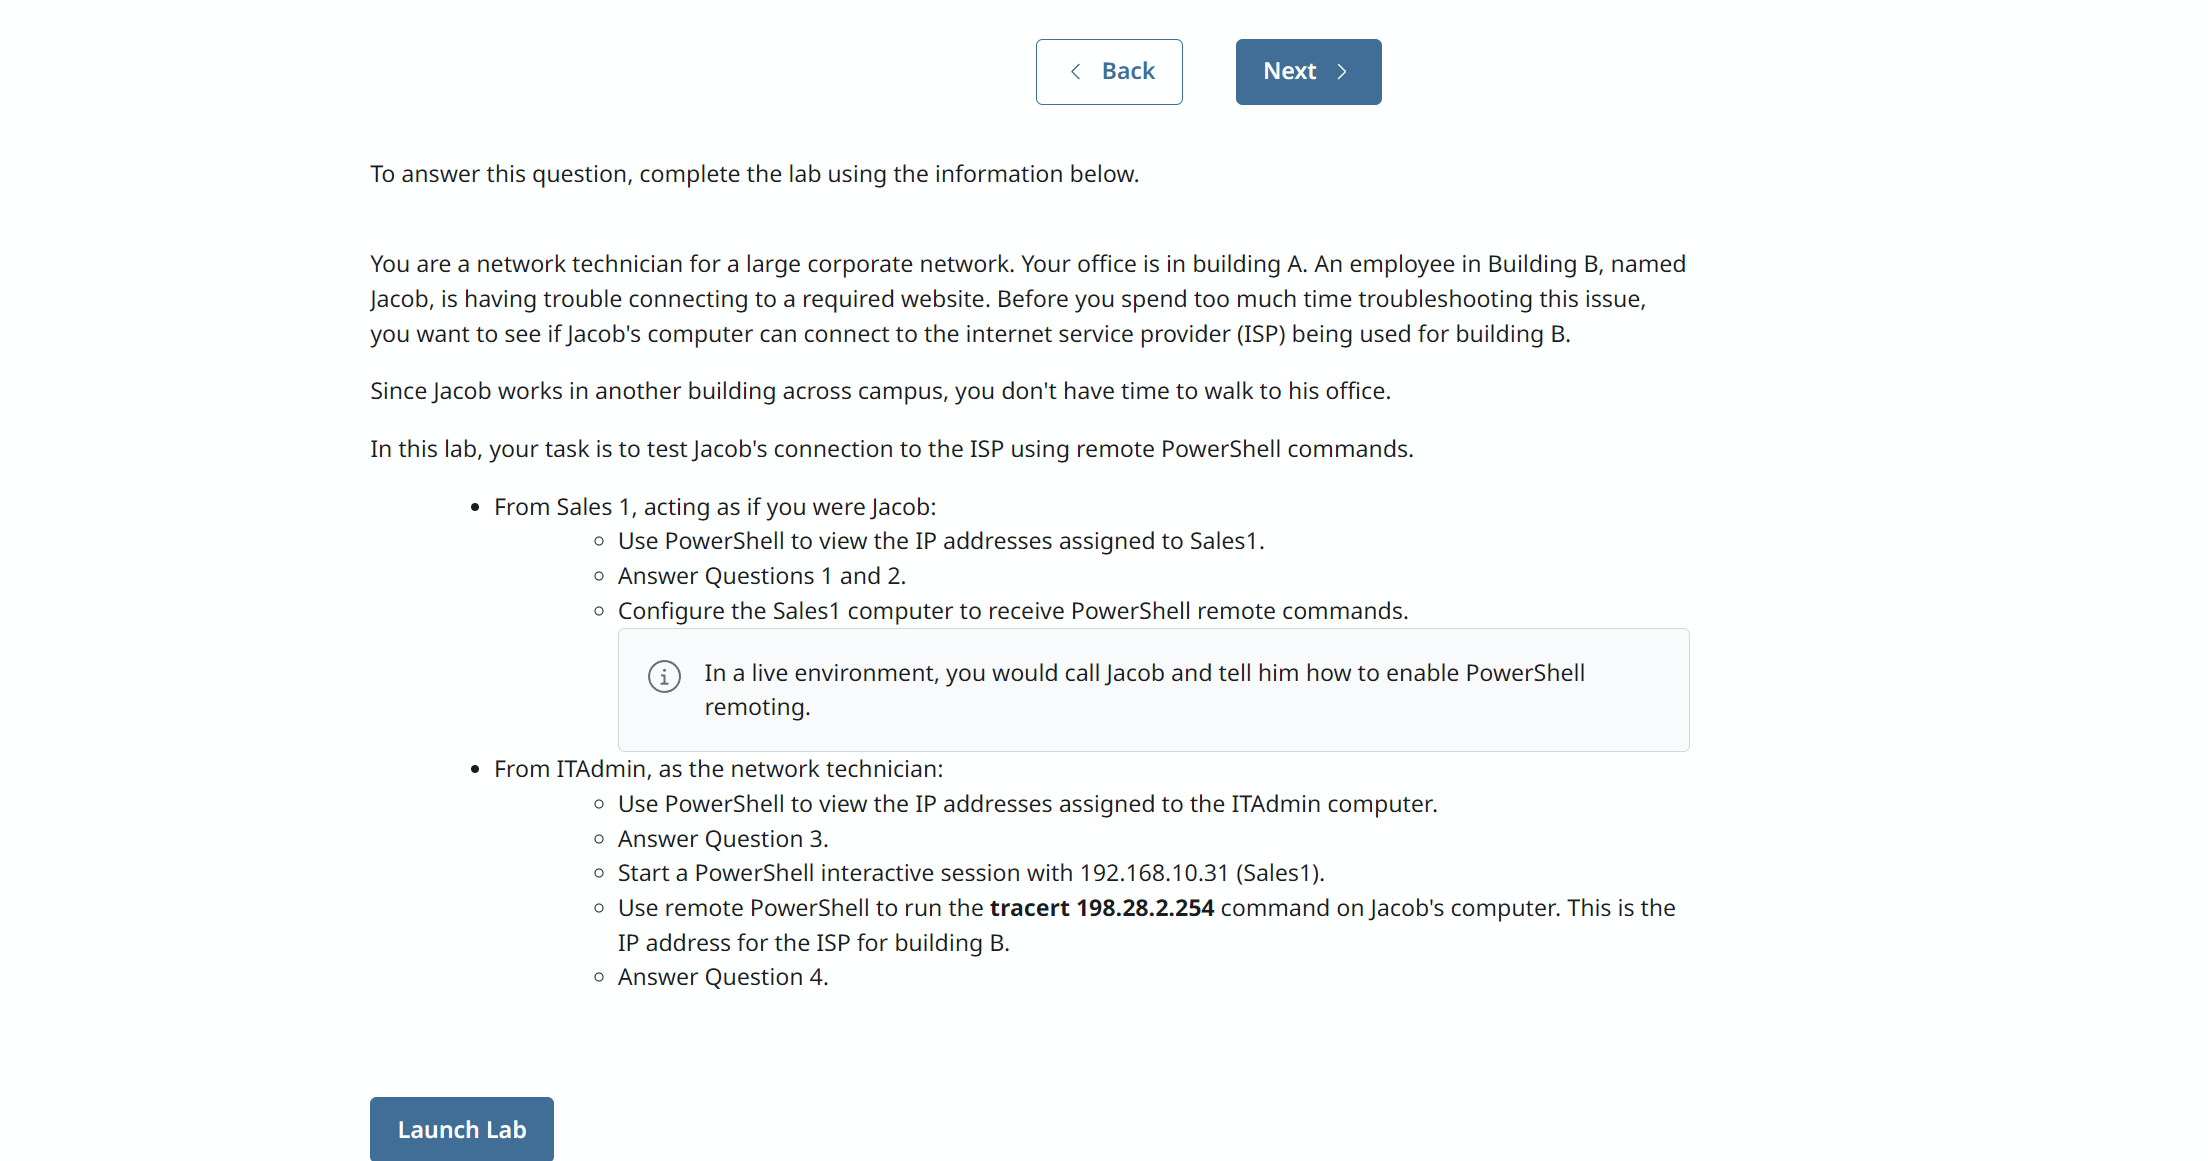 Back
Next
To answer this question, complete the lab using the information below.
You are a network technician for a large corporate network. Your office is in building A. An employee in Building B, named
Jacob, is having trouble connecting to a required website. Before you spend too much time troubleshooting this issue,
you want to see if Jacob's computer can connect to the internet service provider (ISP) being used for building B.
Since Jacob works in another building across campus, you don't have time to walk to his office.
In this lab, your task is to test Jacob's connection to the ISP using remote PowerShell commands.
From Sales 1, acting as if you were Jacob:
Use PowerShell to view the IP addresses assigned to Sales1.
Answer Questions 1 and 2.
Configure the Sales1 computer to receive PowerShell remote commands.
In a live environment, you would call Jacob and tell him how to enable PowerShell
remoting.
From ITAdmin, as the network technician:
Use PowerShell to view the IP addresses assigned to the ITAdmin computer.
Answer Question 3.
Start a PowerShell interactive session with 192.168.10.31 (Sales1).
Use remote PowerShell to run the tracert 198.28.2.254 command on Jacob's computer. This is the
IP address for the ISP for building B.
Answer Question 4.
Launch Lab